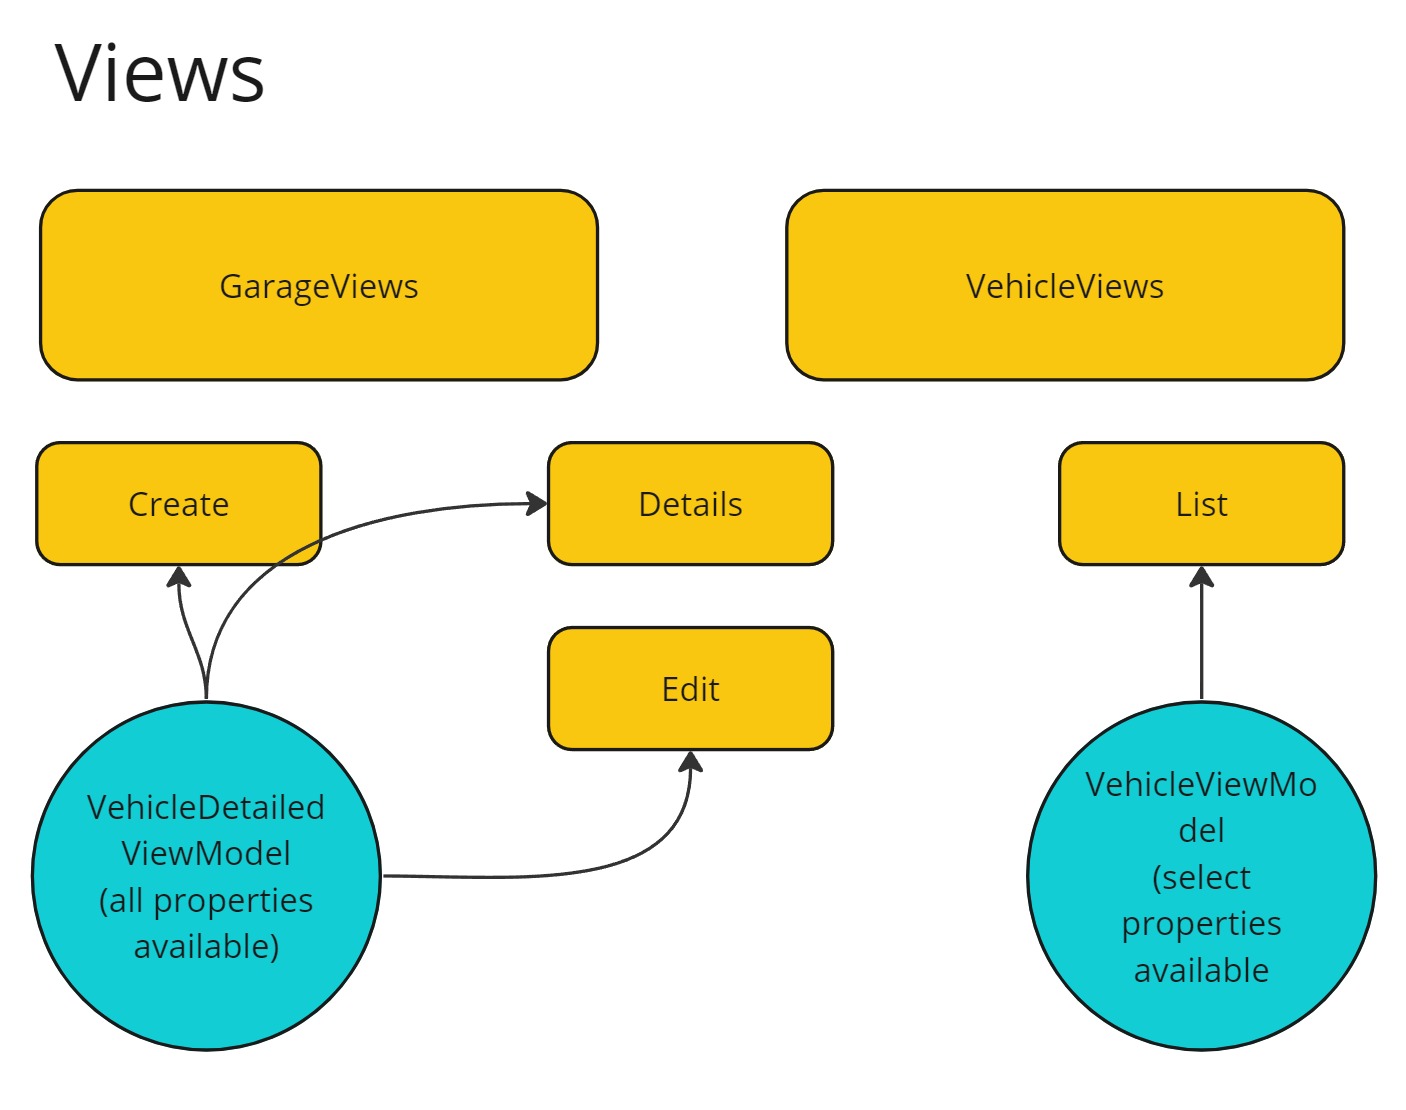 Views
GarageViews
VehicleViews
Create
Details
List
Edit
VehicleDetailed
ViewModel
(all properties
available)
VehicleViewMo
del
(select
properties
available